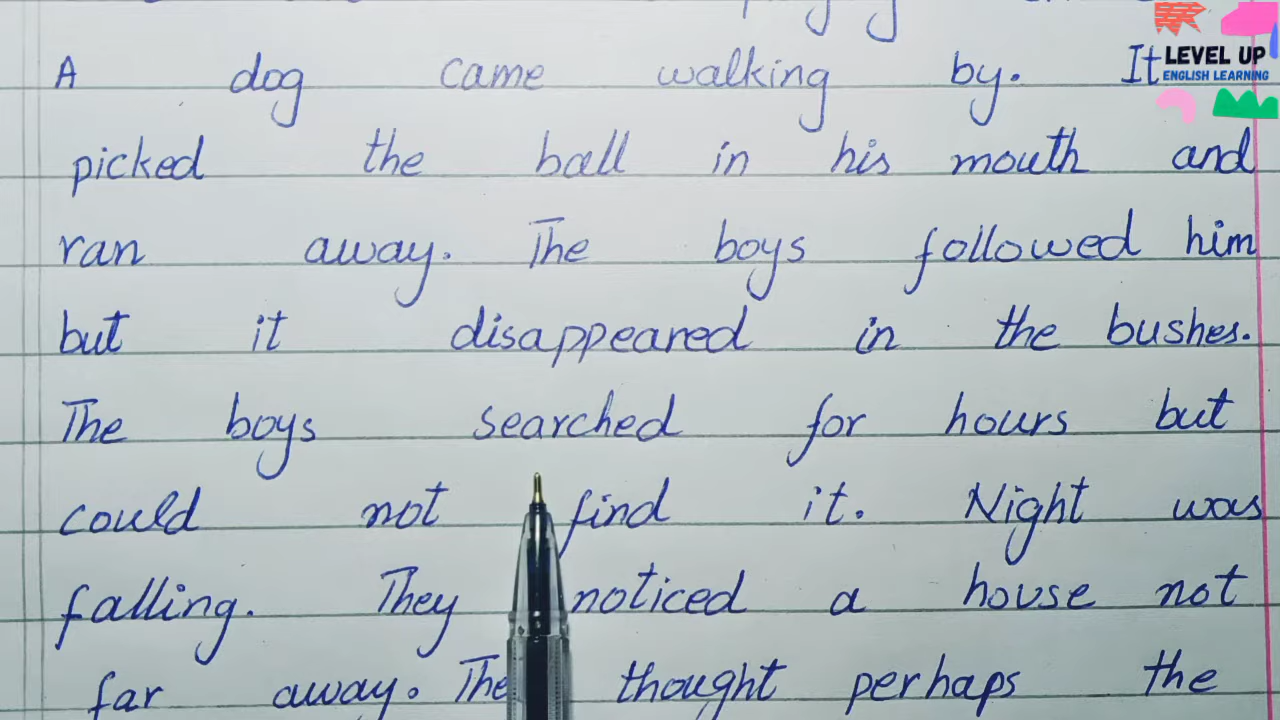 A dog came walking by. It
picked the ball in his mouth and
ran away. The boys followed him
but it disappeared in the bushes.
The boys searched for hours but
could not find it. Night was
falling. They noticed a house not
far away. thought perhaps the
LEVEL UP
ENGLISH LEARNING